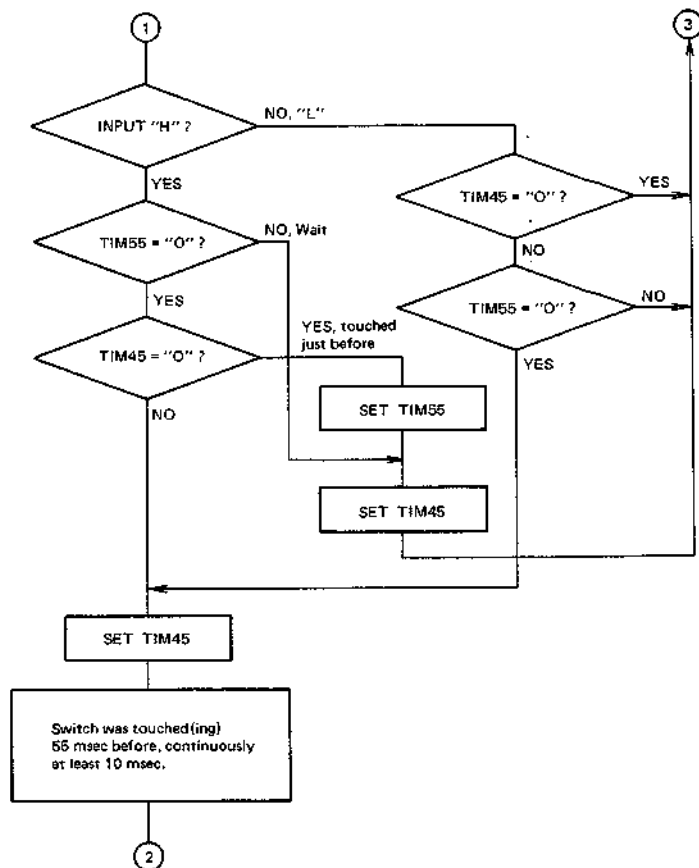 1
3
INPUT "H" ?
NO, "L"
YES
TIM45 = "O" ?
YES
TIM55 = "O" ?
NO, Wait
NO
YES
TIM55 = "O" ?
NO
YES, touched
just before
TIM45 = "O" ?
YES
NO
SET TIM55
SET TIM45
SET TIM45
Switch was touched(ing)
55 msec before, continuously
at least 10 msec.
2